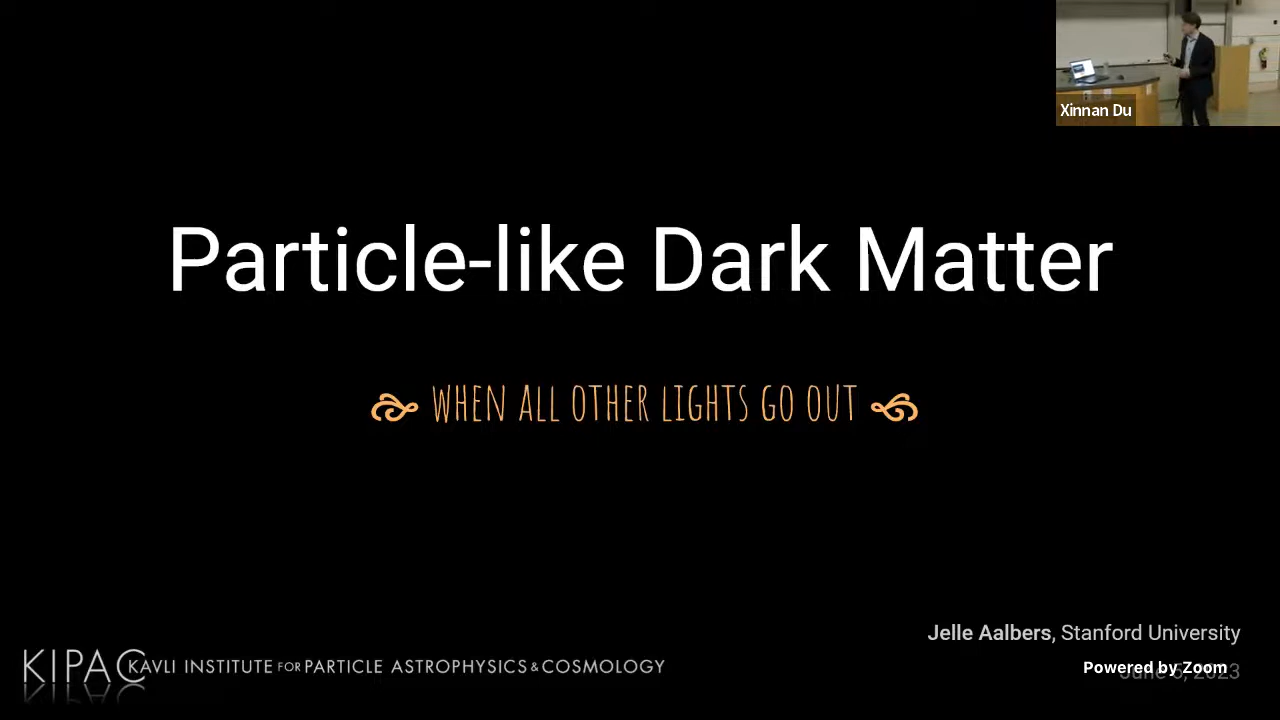 Xinnan Du
Particle-like Dark Matter
WHEN ALL OTHER LIGHTS GO OUT
Jelle Aalbers, Stanford University
KIPAC KAVLI INSTITUTE FOR PARTICLE ASTROPHYSICS & COSMOLOGY
Powered by Zoom
2023